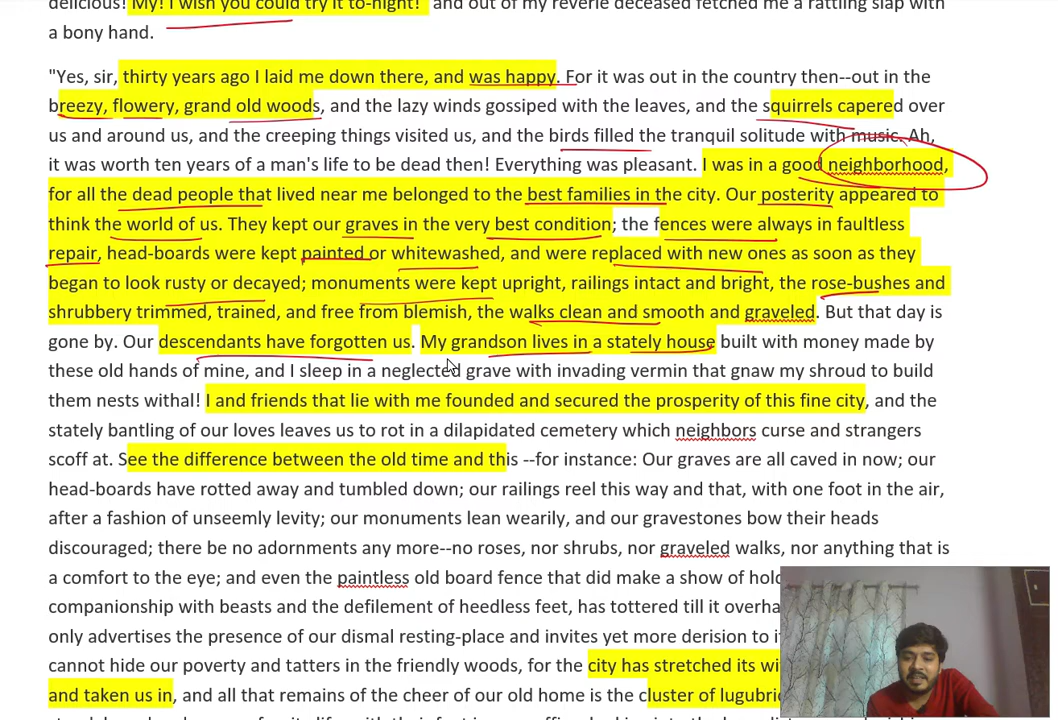 delicious! My! I wish you could try it to-night!" and out of my reverie deceased fetched me a rattling slap with
a bony hand.
"Yes, sir, thirty years ago I laid me down there, and was happy. For it was out in the country then--out in the
breezy, flowery, grand old woods, and the lazy winds gossiped with the leaves, and the squirrels capered over
us and around us, and the creeping things visited us, and the birds filled the tranquil solitude with music. Ah,
it was worth ten years of a man's life to be dead then! Everything was pleasant. I was in a good neighborhood,
for all the dead people that lived near me belonged to the best families in the city. Our posterity appeared to
think the world of us. They kept our graves in the very best condition; the fences were always in faultless
repair, head-boards were kept painted or whitewashed, and were replaced with new ones as soon as they
began to look rusty or decayed; monuments were kept upright, railings intact and bright, the rose-bushes and
shrubbery trimmed, trained, and free from blemish, the walks clean and smooth and graveled. But that day is
gone by. Our descendants have forgotten us. My grandson lives in a stately house built with money made by
these old hands of mine, and I sleep in a neglected grave with invading vermin that gnaw my shroud to build
them nests withal! I and friends that lie with me founded and secured the prosperity of this fine city, and the
stately bantling of our loves leaves us to rot in a dilapidated cemetery which neighbors curse and strangers
scoff at. See the difference between the old time and this --for instance: Our graves are all caved in now; our
head-boards have rotted away and tumbled down; our railings reel this way and that, with one foot in the air,
after a fashion of unseemly levity; our monuments lean wearily, and our gravestones bow their heads
discouraged; there be no adornments any more--no roses, nor shrubs, nor graveled walks, nor anything that is
a comfort to the eye; and even the paintless old board fence that did make a show of
companionship with beasts and the defilement of heedless feet, has tottered till it
only advertises the presence of our dismal resting-place and invites yet more derision to
cannot hide our poverty and tatters in the friendly woods, for the city has stretched its
and taken us in, and all that remains of the cheer of our old home is the cluster of